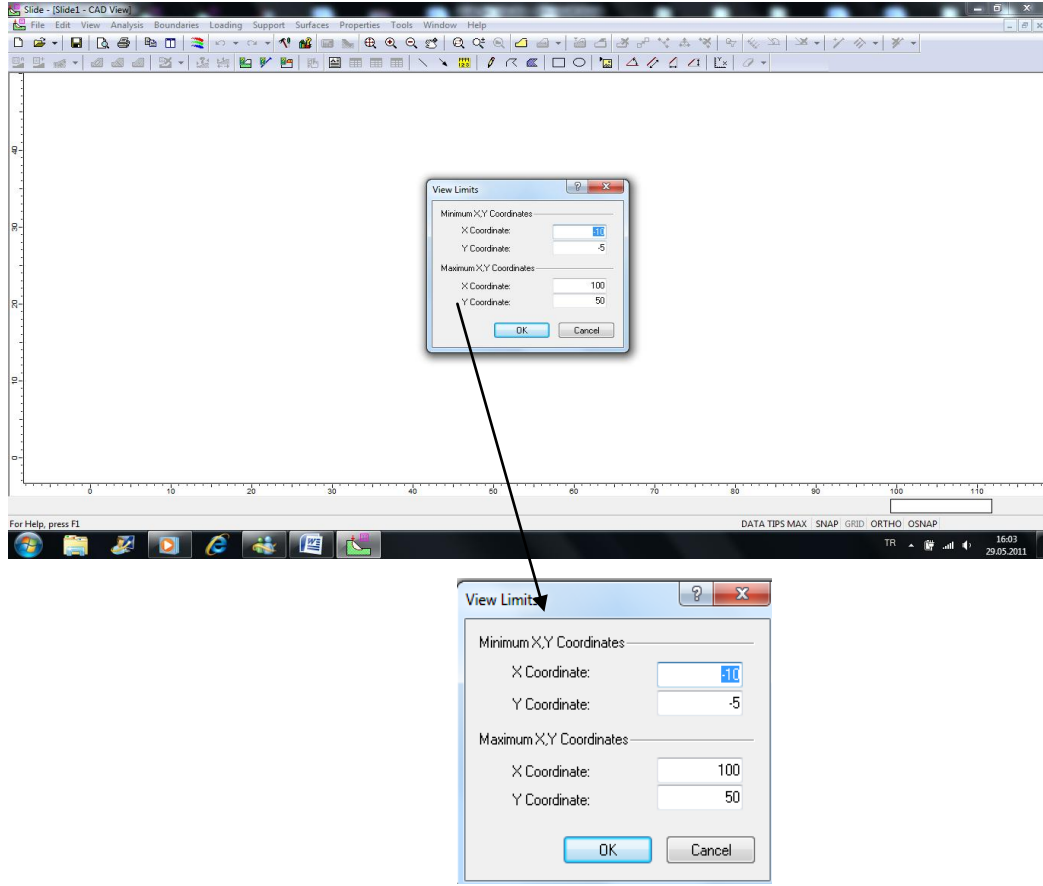 Slide - [Slide1 - CAD View]
File Edit View Analysis Boundaries Loading Support Surfaces Properties Tools Window Help
View Limits
Minimum X,Y Coordinates
X Coordinate: -10
Y Coordinate: -5
Maximum X,Y Coordinates
X Coordinate: 100
Y Coordinate: 50
OK Cancel
40
30
20
10
0
0 10 20 30 40 50 60 70 80 90 100 110
For Help, press F1 DATA TIPS MAX SNAP GRID ORTHO OSNAP
TR 16:03
29.05.2011
View Limits
Minimum X,Y Coordinates
X Coordinate: -10
Y Coordinate: -5
Maximum X,Y Coordinates
X Coordinate: 100
Y Coordinate: 50
OK Cancel